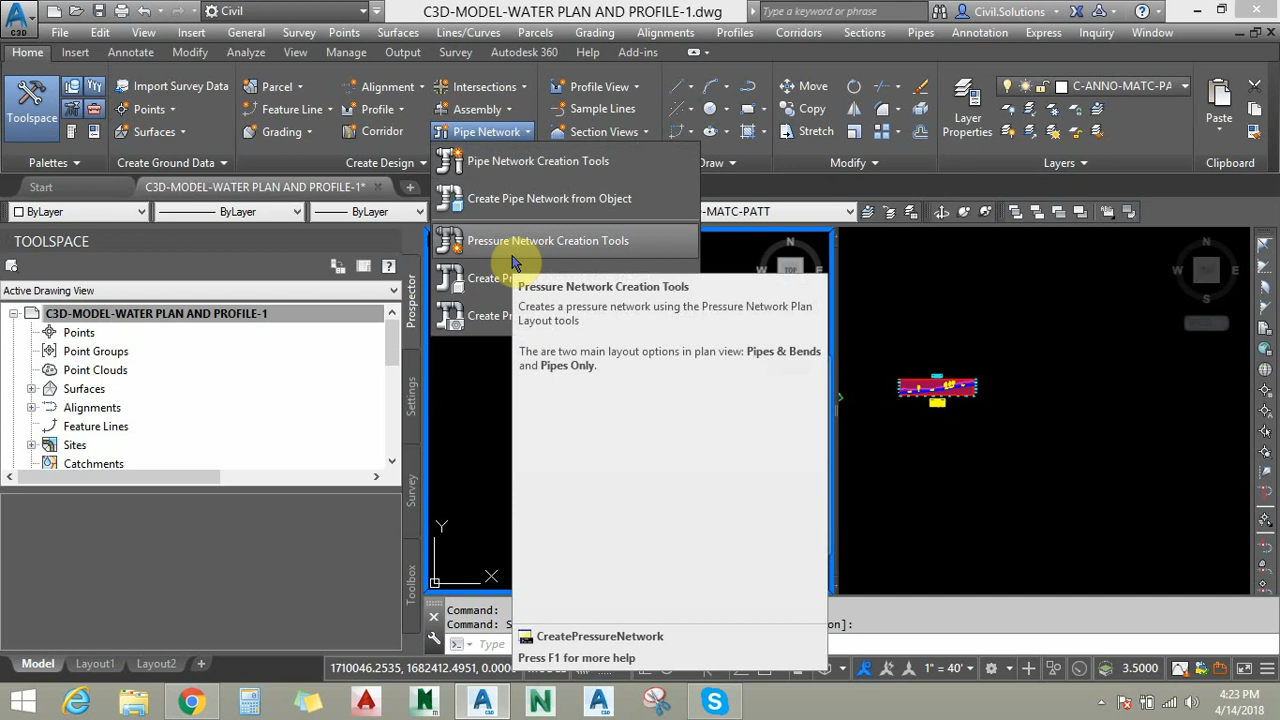 C3D
Civil
C3D-MODEL-WATER PLAN AND PROFILE-1.dwg
Type a keyword or phrase
Civil.Solutions
File Edit View Insert General Survey Points Surfaces Lines/Curves Parcels Grading Alignments Profiles Corridors Sections Pipes Annotation Express Inquiry Window
Home Insert Annotate Modify Analyze View Manage Output Survey Autodesk 360 Help Add-ins
Toolspace
Import Survey Data
Points
Surfaces
Parcel
Feature Line
Grading
Alignment
Profile
Corridor
Intersections
Assembly
Pipe Network
Profile View
Sample Lines
Section Views
Move
Copy
Stretch
Layer
Properties
C-ANNO-MATC-PA
Paste
Palettes Create Ground Data Create Design Draw Modify Layers Clipboard
Start C3D-MODEL-WATER PLAN AND PROFILE-1*
ByLayer ByLayer ByLayer -MATC-PATT
Pipe Network Creation Tools
Create Pipe Network from Object
Pressure Network Creation Tools
Create Pr
Create Pr
Pressure Network Creation Tools
Creates a pressure network using the Pressure Network Plan
Layout tools
The are two main layout options in plan view: Pipes & Bends
and Pipes Only.
CreatePressureNetwork
Press F1 for more help
TOOLSPACE
Active Drawing View
C3D-MODEL-WATER PLAN AND PROFILE-1
Points
Point Groups
Point Clouds
Surfaces
Alignments
Feature Lines
Sites
Catchments
Prospector
Survey
Toolbox
N
TOP
N
W TOP E
S
Y
X
Command:
Command: S
on]:
Type
Model Layout1 Layout2
1710046.2535, 1682412.4951, 0.000
1" = 40'
3.5000
4:23 PM
4/14/2018